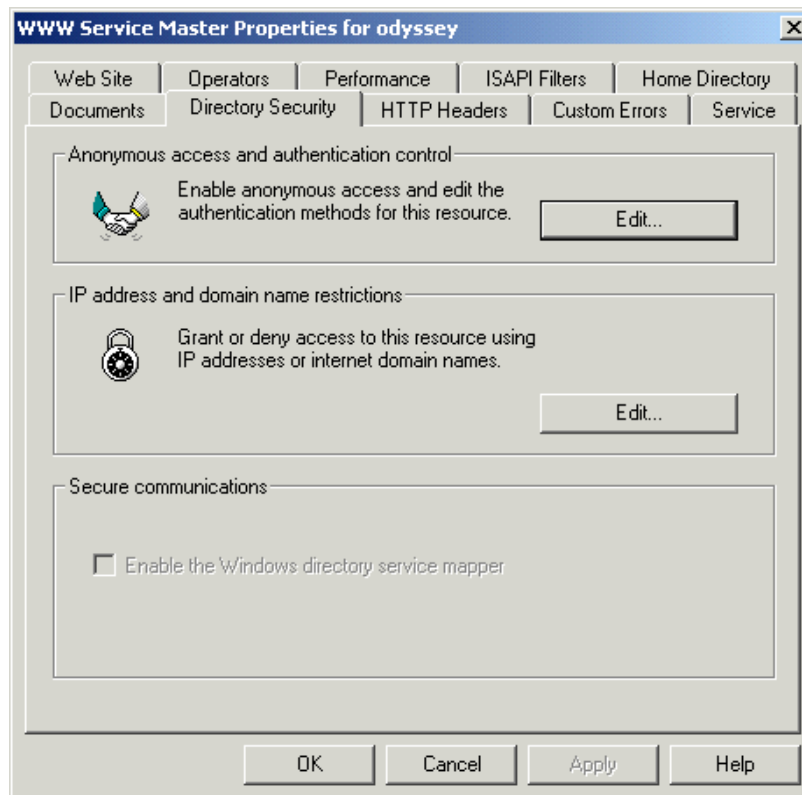 WWW Service Master Properties for odyssey
Web Site Operators Performance ISAPI Filters Home Directory
Documents Directory Security HTTP Headers Custom Errors Service
Anonymous access and authentication control
Enable anonymous access and edit the
authentication methods for this resource.
Edit...
IP address and domain name restrictions
Grant or deny access to this resource using
IP addresses or internet domain names.
Edit...
Secure communications
Enable the Windows directory service mapper
OK Cancel Apply Help